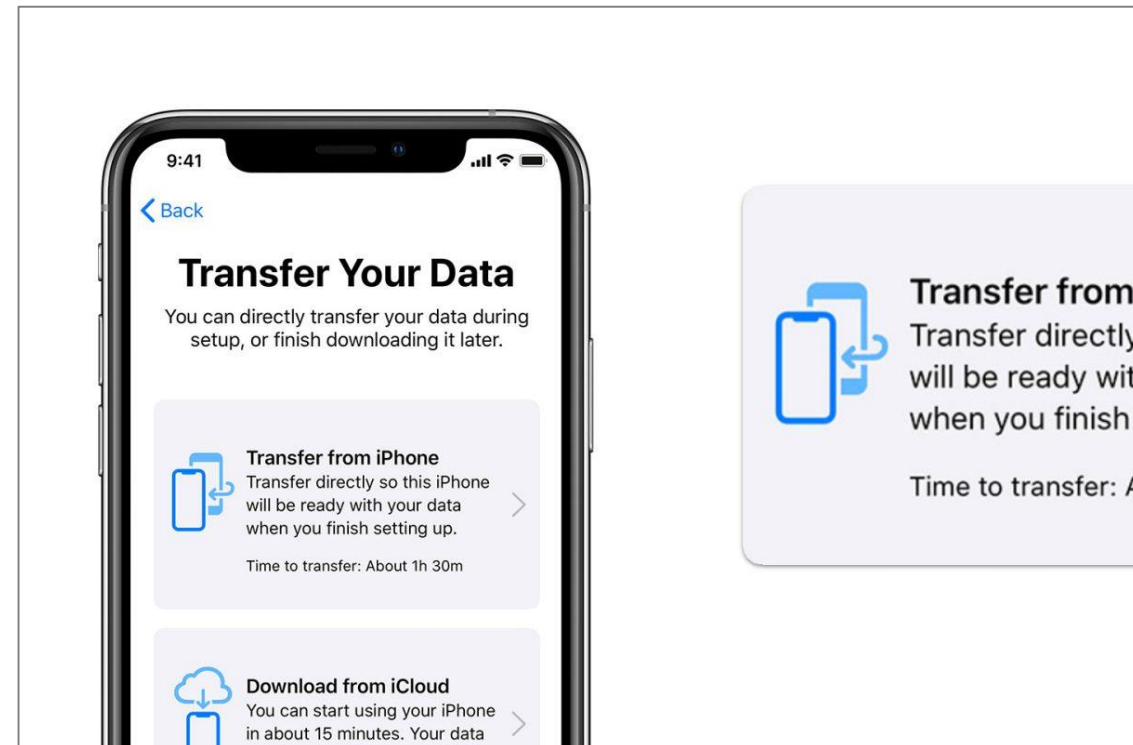 9:41
Back
Transfer Your Data
You can directly transfer your data during
setup, or finish downloading it later.
Transfer from iPhone
Transfer directly so this iPhone
will be ready with your data
when you finish setting up.
Time to transfer: About 1h 30m
Download from iCloud
You can start using your iPhone
in about 15 minutes. Your data
Transfer from
Transfer directly
will be ready wit
when you finish
Time to transfer: A